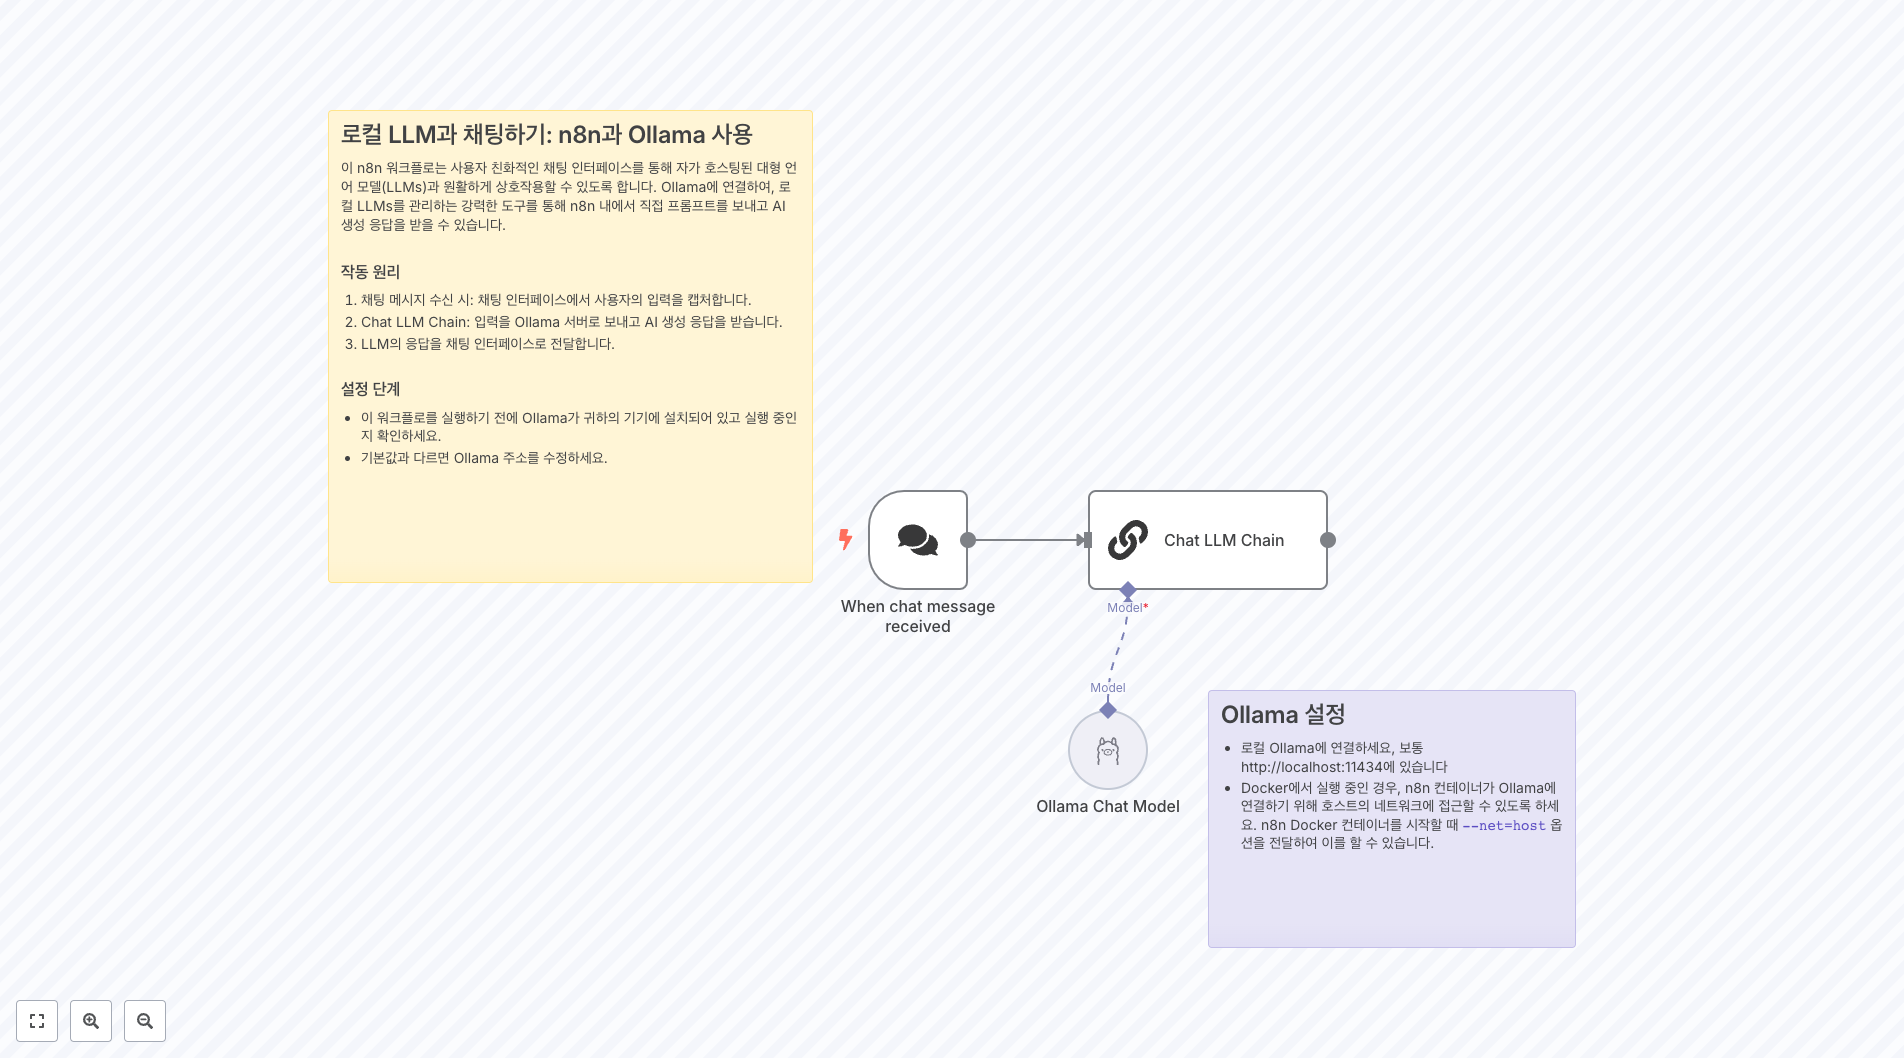 로컬 LLM과 채팅하기: n8n과 Ollama 사용
이 n8n 워크플로는 사용자 친화적인 채팅 인터페이스를 통해 자가 호스팅된 대형 언
어 모델(LLMs)과 원활하게 상호작용할 수 있도록 합니다. Ollama에 연결하여, 로
컬 LLMs를 관리하는 강력한 도구를 통해 n8n 내에서 직접 프롬프트를 보내고 AI
생성 응답을 받을 수 있습니다.
작동 원리
1. 채팅 메시지 수신 시: 채팅 인터페이스에서 사용자의 입력을 캡처합니다.
2. Chat LLM Chain: 입력을 Ollama 서버로 보내고 AI 생성 응답을 받습니다.
3. LLM의 응답을 채팅 인터페이스로 전달합니다.
설정 단계
• 이 워크플로를 실행하기 전에 Ollama가 귀하의 기기에 설치되어 있고 실행 중인
지 확인하세요.
• 기본값과 다르면 Ollama 주소를 수정하세요.
When chat message
received
Chat LLM Chain
Model*
Model
Ollama Chat Model
Ollama 설정
• 로컬 Ollama에 연결하세요, 보통
http://localhost:11434에 있습니다
• Docker에서 실행 중인 경우, n8n 컨테이너가 Ollama에
연결하기 위해 호스트의 네트워크에 접근할 수 있도록 하세
요. n8n Docker 컨테이너를 시작할 때 --net=host 옵
션을 전달하여 이를 할 수 있습니다.